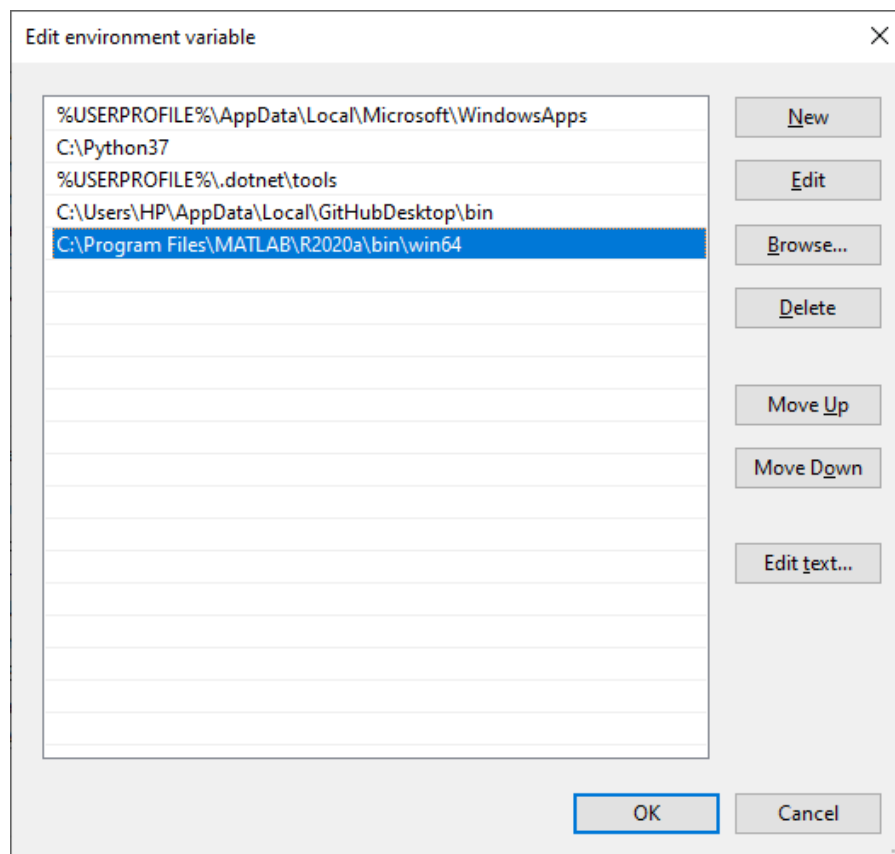 Edit environment variable
%USERPROFILE%\AppData\Local\Microsoft\WindowsApps
C:\Python37
%USERPROFILE%\.dotnet\tools
C:\Users\HP\AppData\Local\GitHubDesktop\bin
C:\Program Files\MATLAB\R2020a\bin\win64
New
Edit
Browse...
Delete
Move Up
Move Down
Edit text...
OK
Cancel